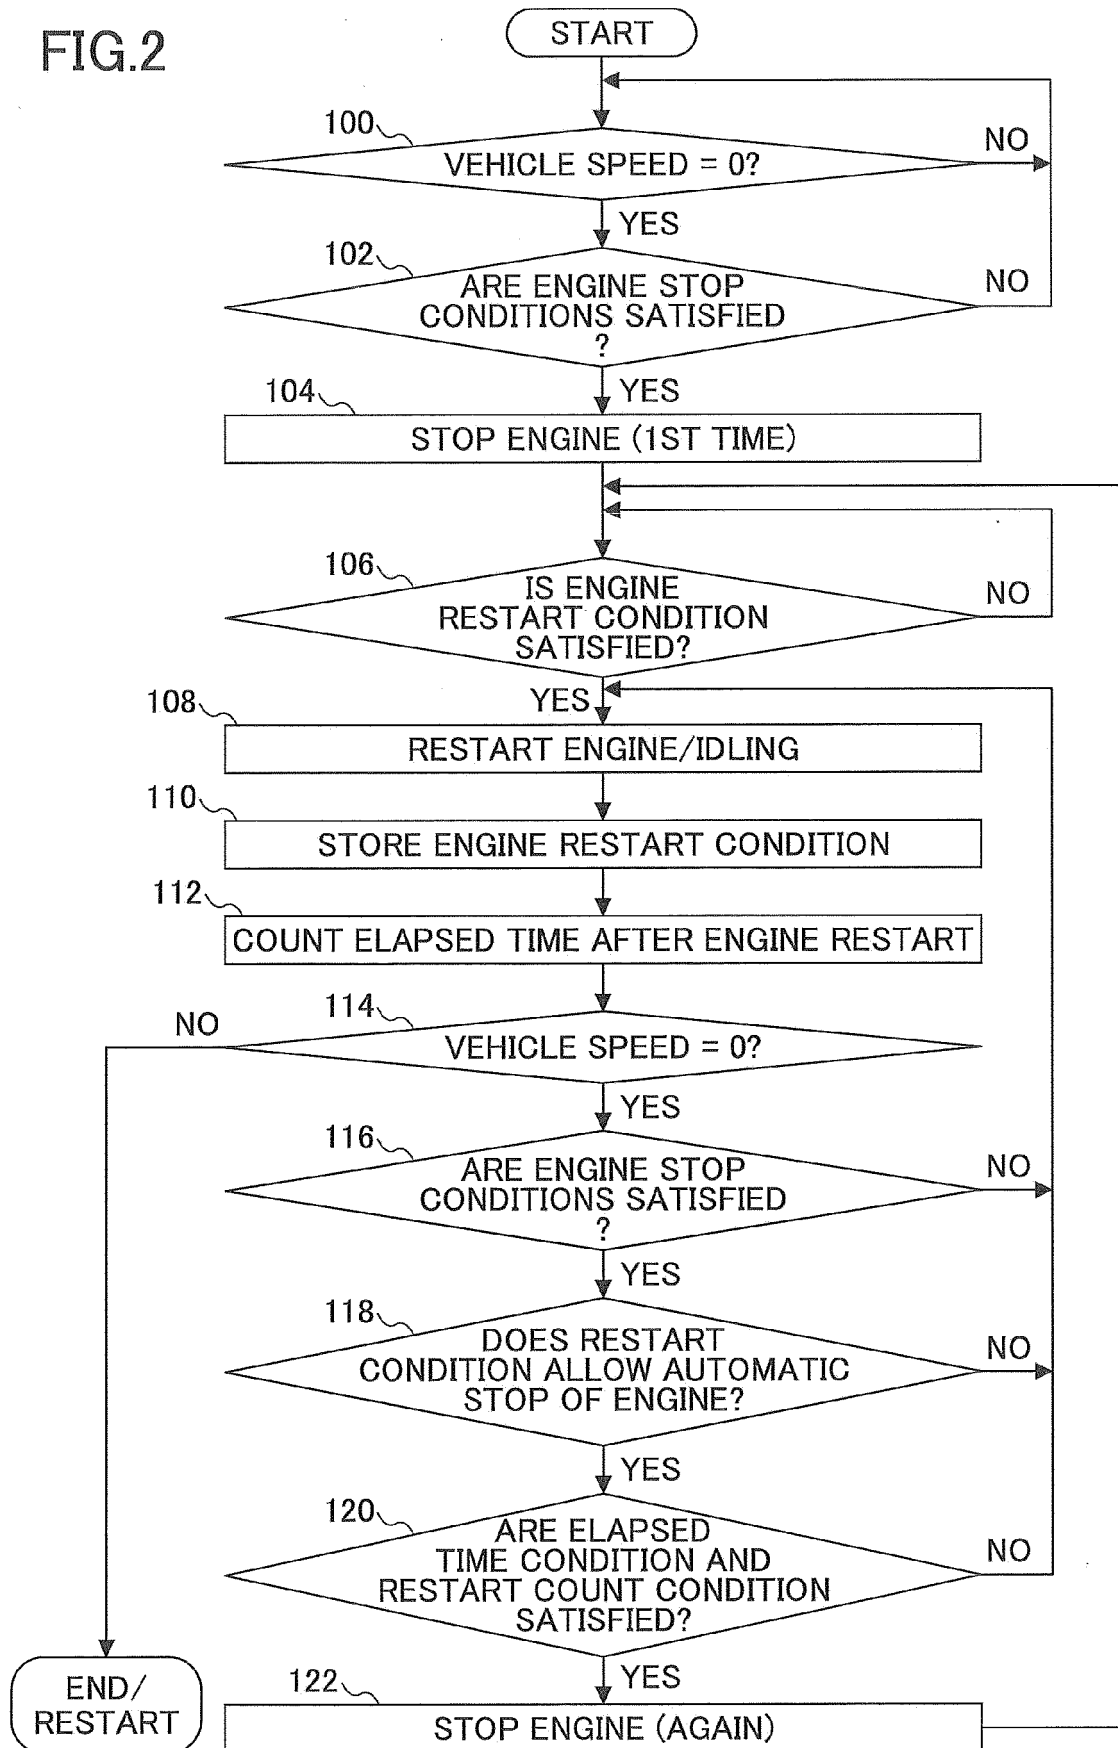 FIG.2
START
100
VEHICLE SPEED = 0?
NO
YES
102
ARE ENGINE STOP
CONDITIONS SATISFIED
?
NO
YES
104
STOP ENGINE (1ST TIME)
106
IS ENGINE
RESTART CONDITION
SATISFIED?
NO
YES
108
RESTART ENGINE/IDLING
110
STORE ENGINE RESTART CONDITION
112
COUNT ELAPSED TIME AFTER ENGINE RESTART
114
NO
VEHICLE SPEED = 0?
YES
116
ARE ENGINE STOP
CONDITIONS SATISFIED
?
NO
YES
118
DOES RESTART
CONDITION ALLOW AUTOMATIC
STOP OF ENGINE?
NO
YES
120
ARE ELAPSED
TIME CONDITION AND
RESTART COUNT CONDITION
SATISFIED?
NO
YES
END/
RESTART
122
STOP ENGINE (AGAIN)